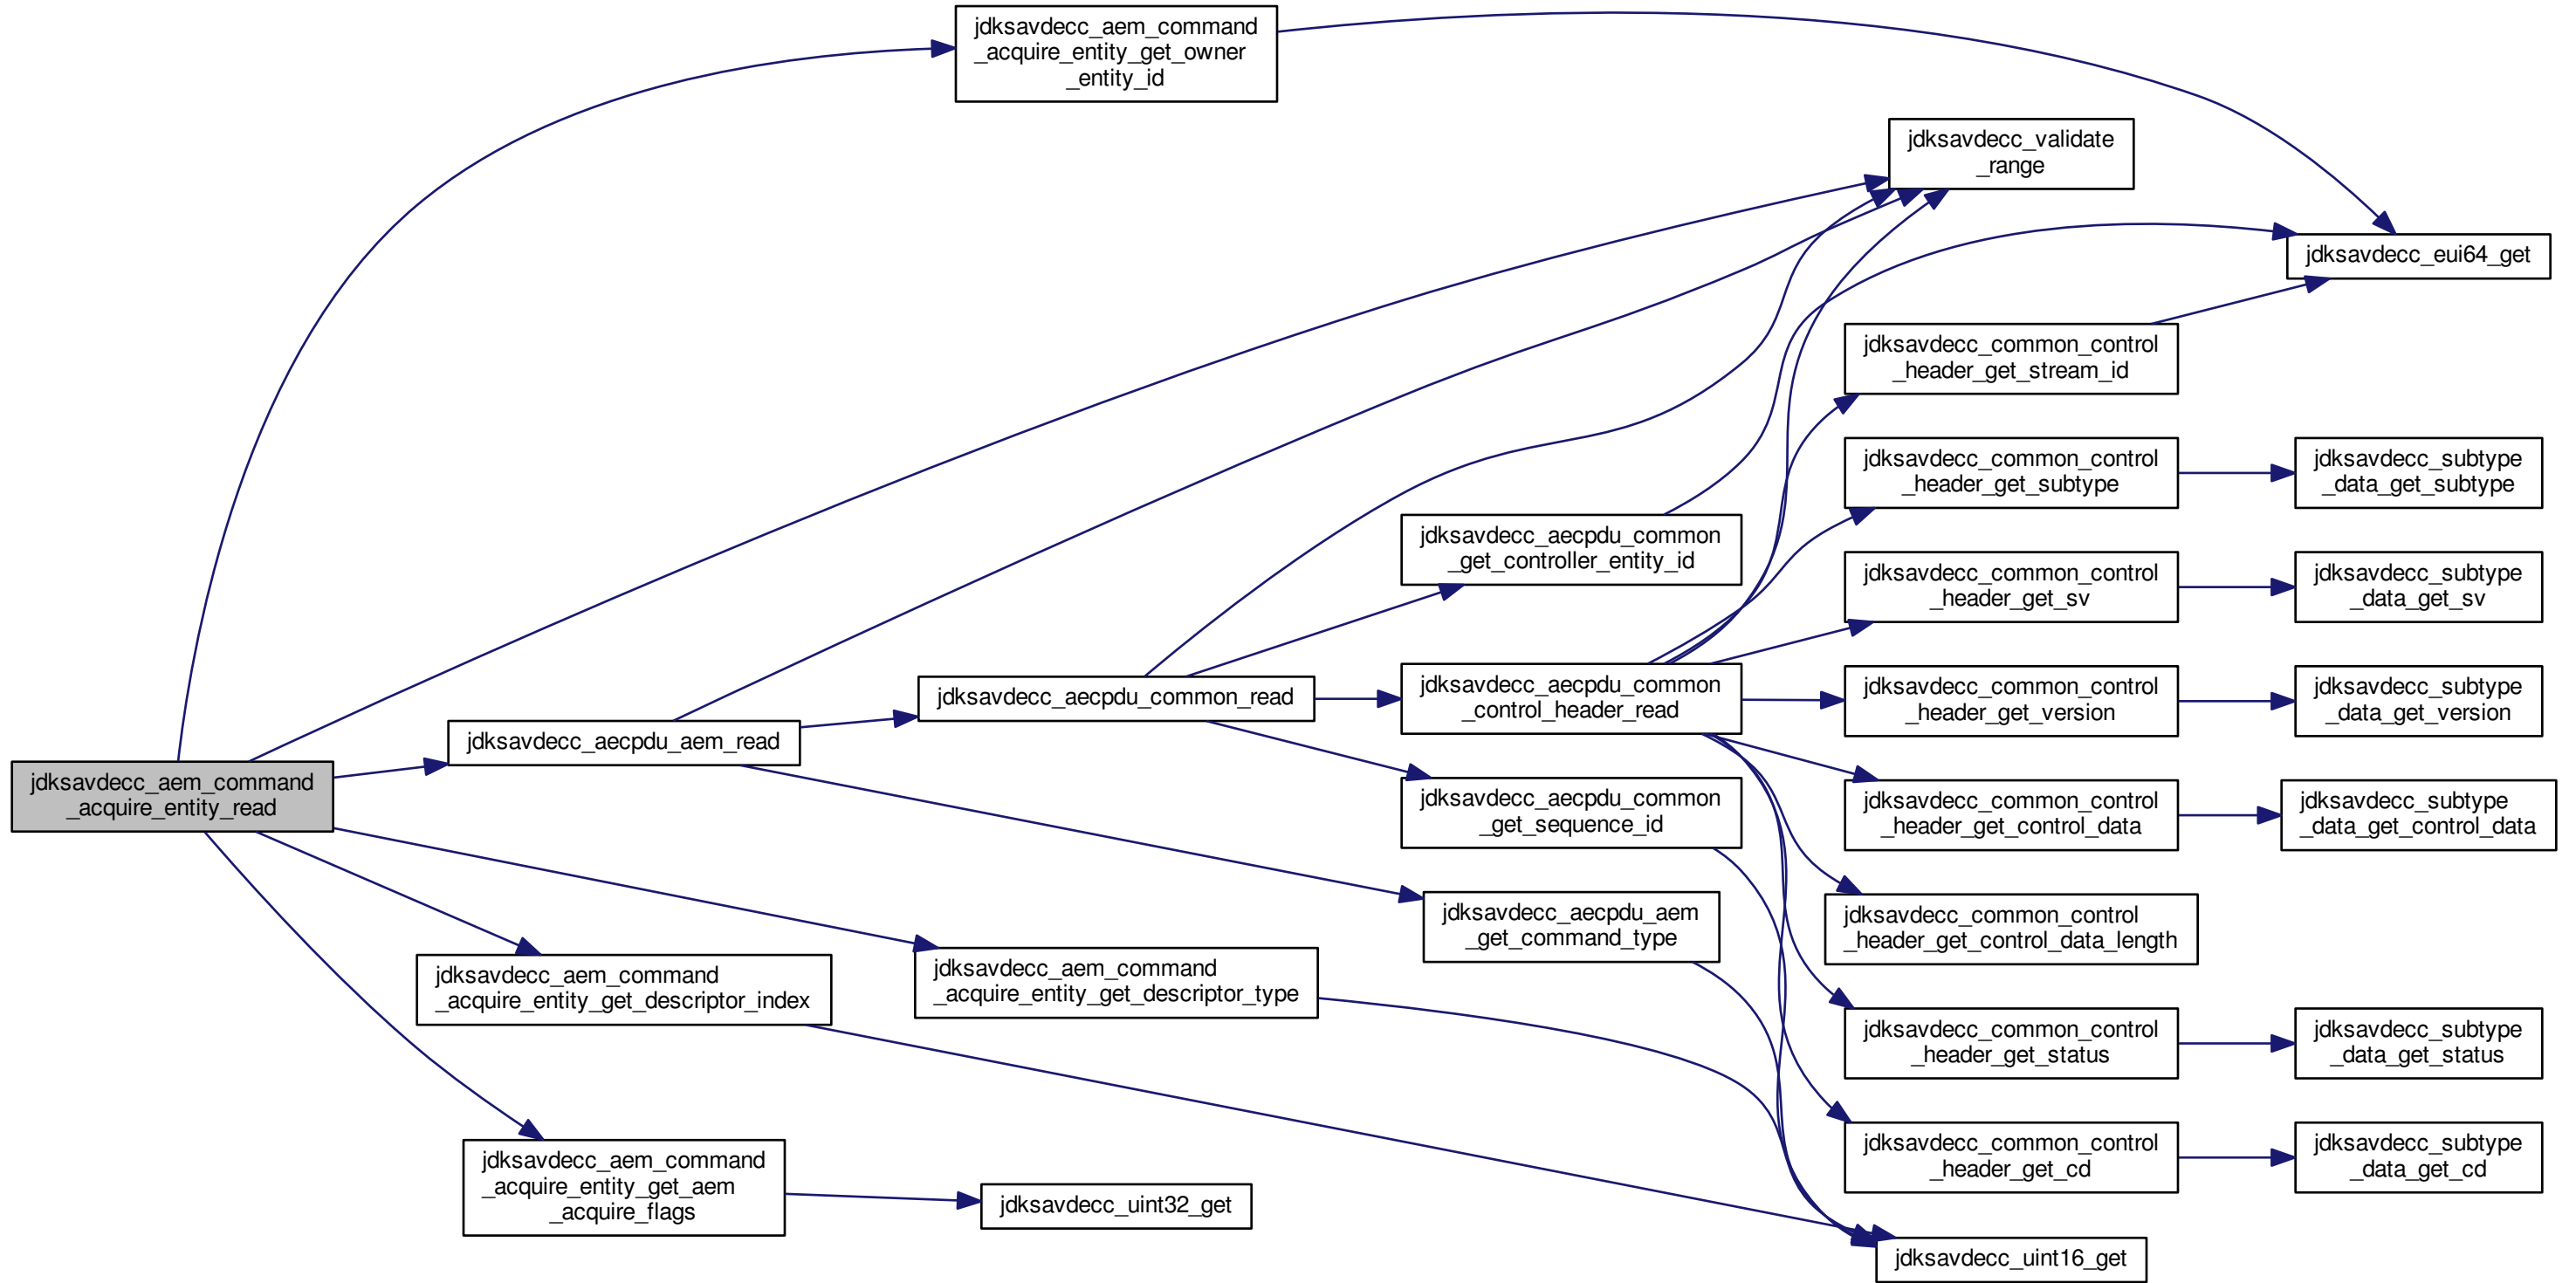 jdksavdecc_aem_command
_acquire_entity_read
jdksavdecc_aem_command
_acquire_entity_get_owner
_entity_id
jdksavdecc_validate
_range
jdksavdecc_eui64_get
jdksavdecc_common_control
_header_get_stream_id
jdksavdecc_common_control
_header_get_subtype
jdksavdecc_subtype
_data_get_subtype
jdksavdecc_aecpdu_common
_get_controller_entity_id
jdksavdecc_common_control
_header_get_sv
jdksavdecc_subtype
_data_get_sv
jdksavdecc_aecpdu_aem_read
jdksavdecc_aecpdu_common_read
jdksavdecc_aecpdu_common
_control_header_read
jdksavdecc_common_control
_header_get_version
jdksavdecc_subtype
_data_get_version
jdksavdecc_aecpdu_common
_get_sequence_id
jdksavdecc_common_control
_header_get_control_data
jdksavdecc_subtype
_data_get_control_data
jdksavdecc_aecpdu_aem
_get_command_type
jdksavdecc_common_control
_header_get_control_data_length
jdksavdecc_aem_command
_acquire_entity_get_descriptor_index
jdksavdecc_aem_command
_acquire_entity_get_descriptor_type
jdksavdecc_common_control
_header_get_status
jdksavdecc_subtype
_data_get_status
jdksavdecc_common_control
_header_get_cd
jdksavdecc_subtype
_data_get_cd
jdksavdecc_aem_command
_acquire_entity_get_aem
_acquire_flags
jdksavdecc_uint32_get
jdksavdecc_uint16_get